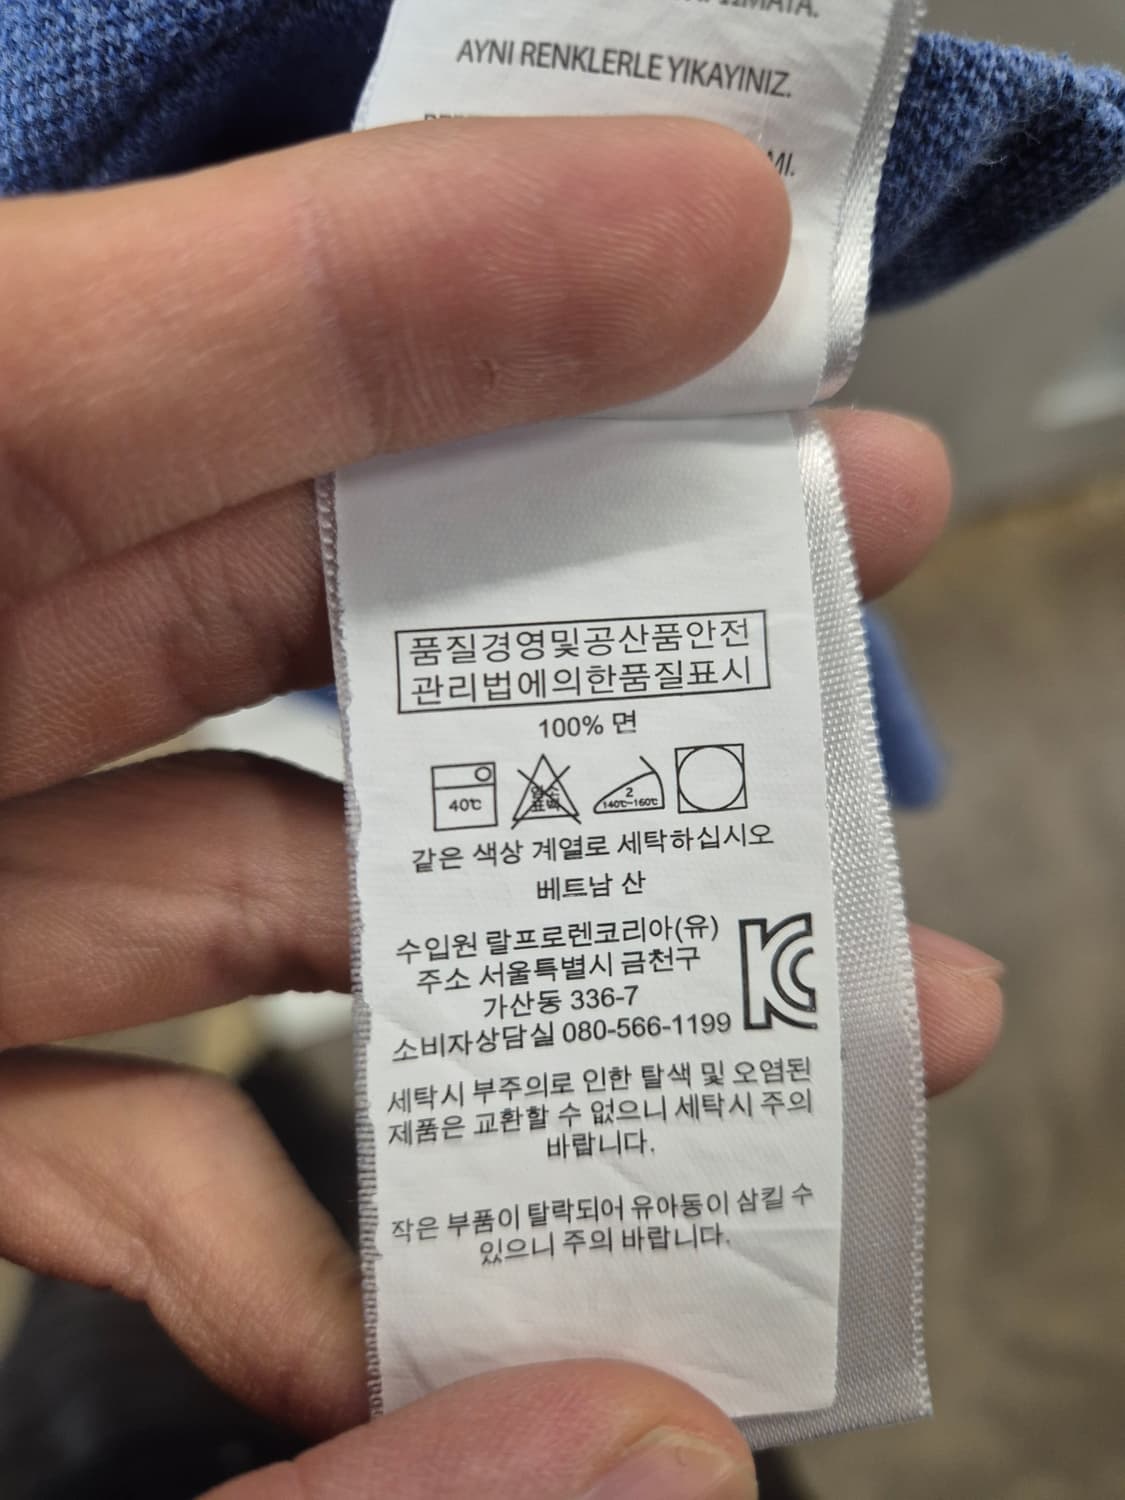 AYNI RENKLERLE YIKAYINIZ.
품질경영및공산품안전
관리법에의한품질표시
100% 면
40℃
염소
표백
2
140℃~160℃
같은 색상 계열로 세탁하십시오
베트남 산
수입원 랄프로렌코리아(유)
주소 서울특별시 금천구
가산동 336-7
소비자상담실 080-566-1199
KC
세탁시 부주의로 인한 탈색 및 오염된
제품은 교환할 수 없으니 세탁시 주의
바랍니다.
작은 부품이 탈락되어 유아동이 삼킬 수
있으니 주의 바랍니다.